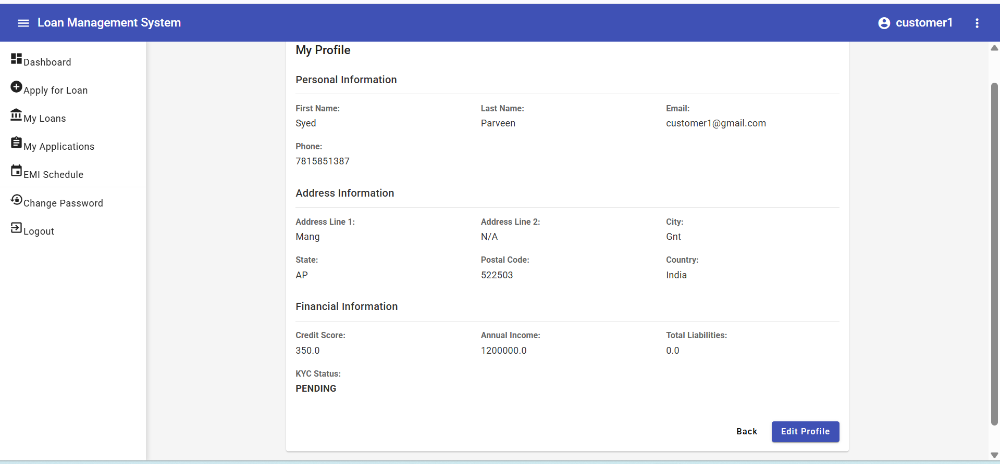 Loan Management System
customer1
Dashboard
Apply for Loan
My Loans
My Applications
EMI Schedule
Change Password
Logout
My Profile
Personal Information
First Name: Last Name: Email:
Syed Parveen customer1@gmail.com
Phone:
7815851387
Address Information
Address Line 1: Address Line 2: City:
Mang N/A Gnt
State: Postal Code: Country:
AP 522503 India
Financial Information
Credit Score: Annual Income: Total Liabilities:
350.0 1200000.0 0.0
KYC Status:
PENDING
Back Edit Profile